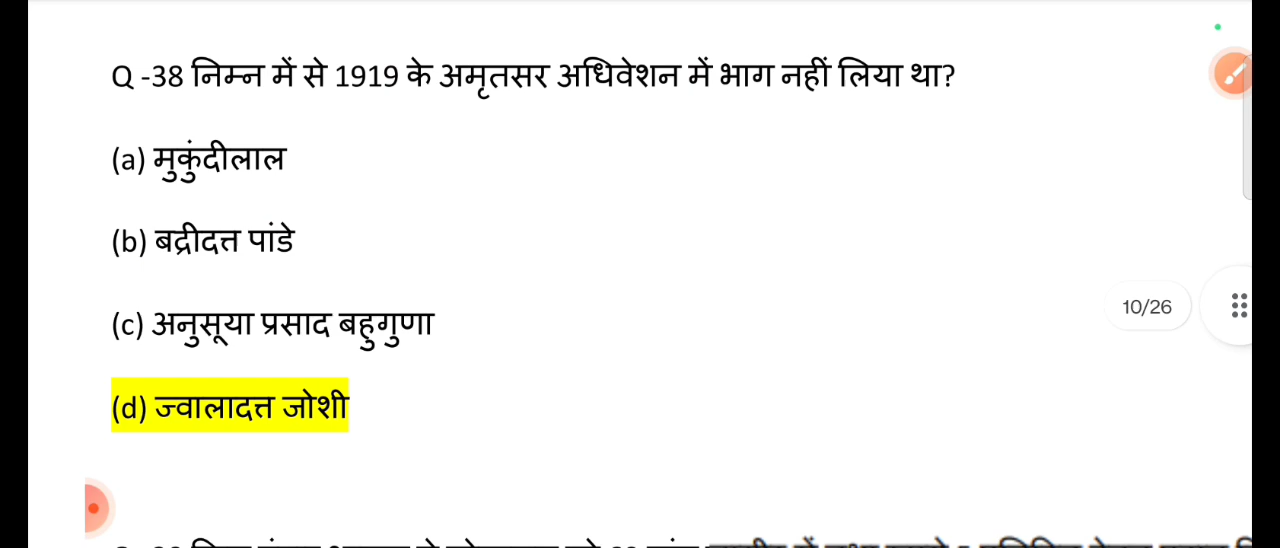 Q -38 निम्न में से 1919 के अमृतसर अधिवेशन में भाग नहीं लिया था?
(a) मुकुंदीलाल
(b) बद्रीदत्त पांडे
10/26
(c) अनुसूया प्रसाद बहुगुणा
(d) ज्वालादत्त जोशी